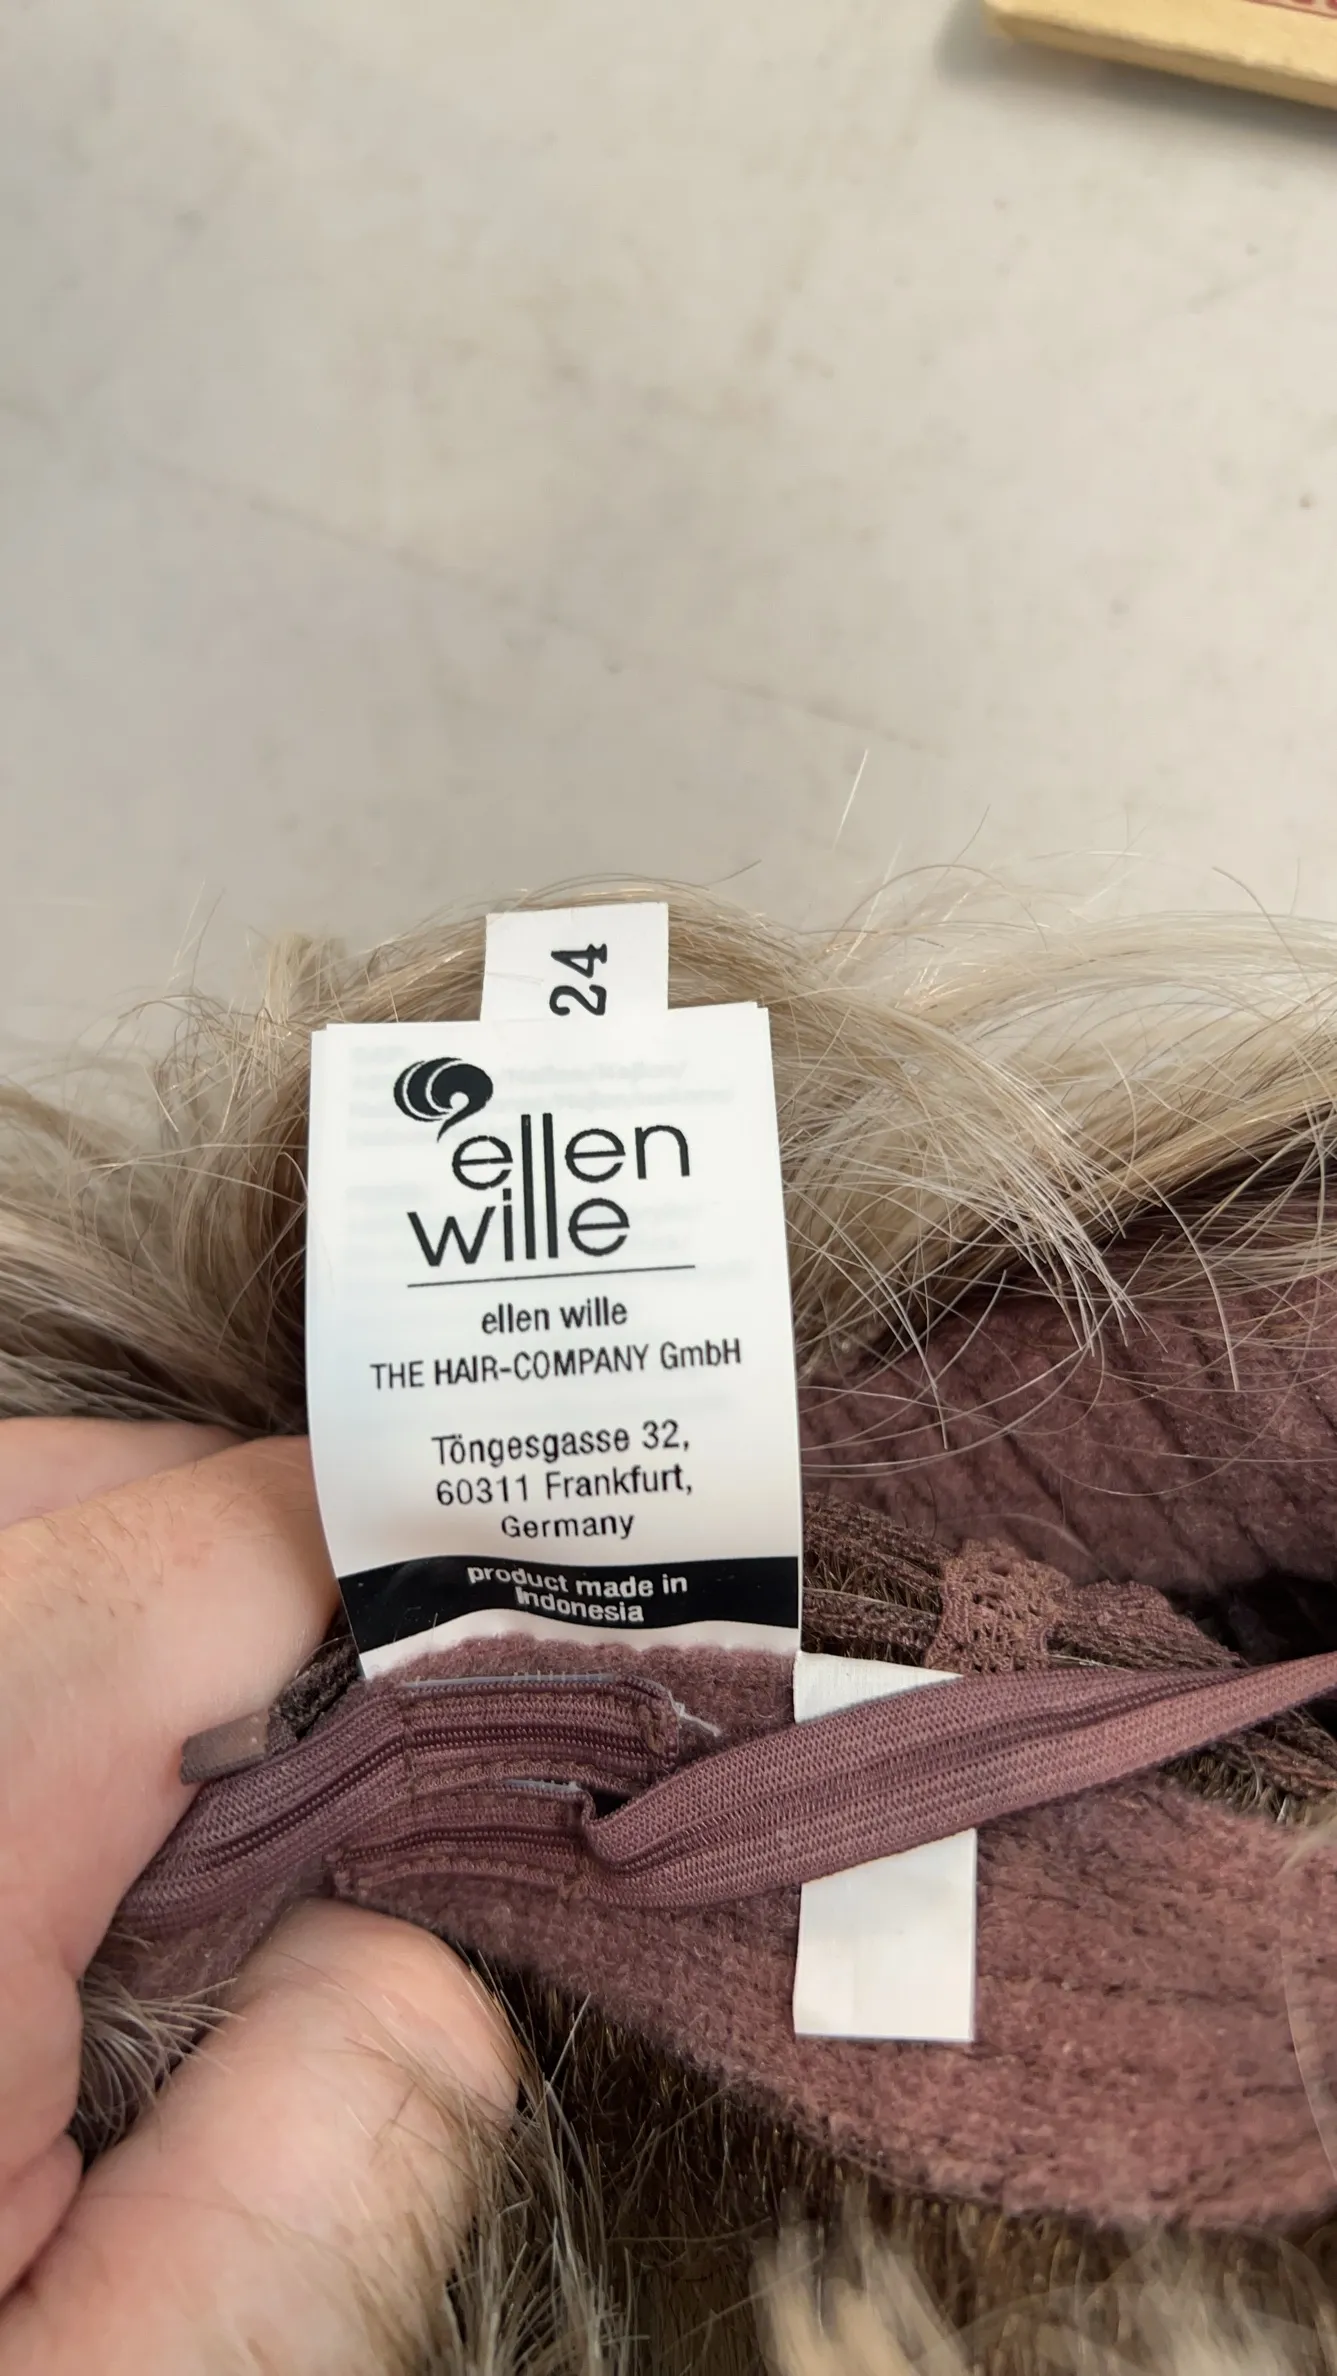 24
ellen
wille
ellen wille
THE HAIR-COMPANY GmbH
Töngesgasse 32,
60311 Frankfurt,
Germany
product made in
Indonesia